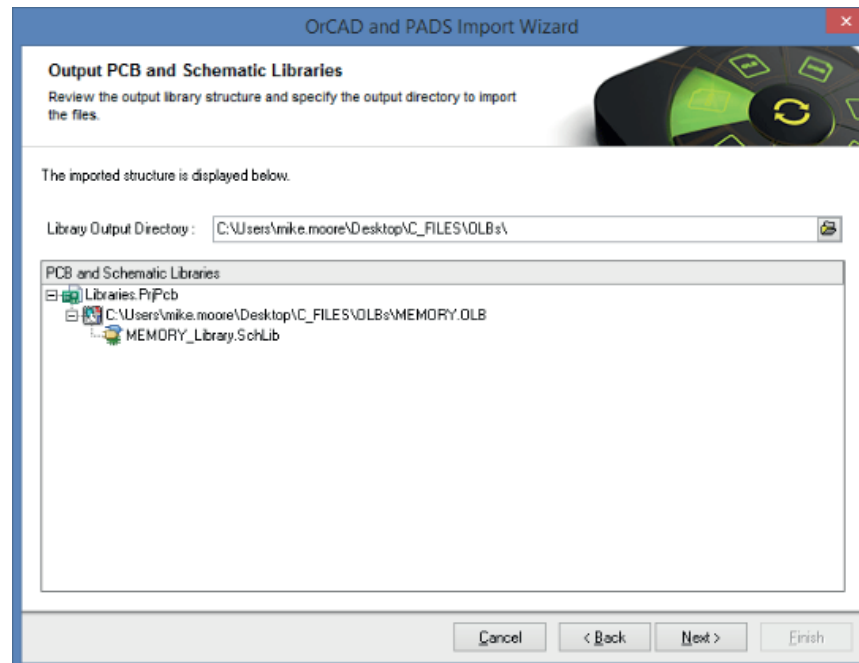 OrCAD and PADS Import Wizard
Output PCB and Schematic Libraries
Review the output library structure and specify the output directory to import
the files.
The imported structure is displayed below.
Library Output Directory : C:\Users\mike.moore\Desktop\C_FILES\OLBs\
PCB and Schematic Libraries
Libraries.PrjPcb
C:\Users\mike.moore\Desktop\C_FILES\OLBs\MEMORY.OLB
MEMORY_Library.SchLib
Cancel < Back Next > Finish